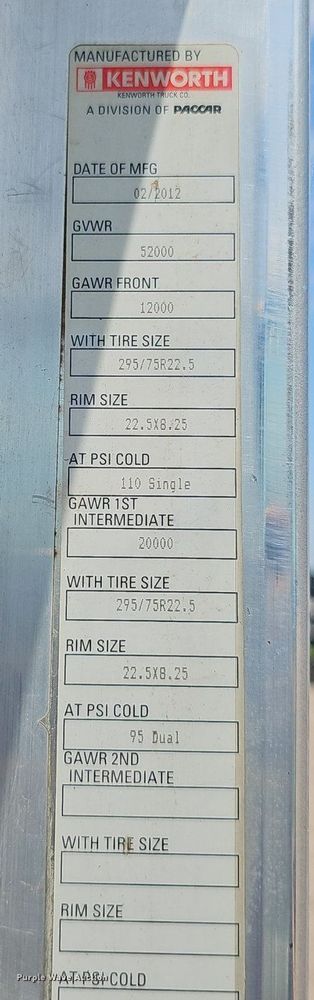 MANUFACTURED BY
KENWORTH
KENWORTH TRUCK CO.
A DIVISION OF PACCAR
DATE OF MFG
02/2012
GVWR
52000
GAWR FRONT
12000
WITH TIRE SIZE
295/75R22.5
RIM SIZE
22.5X8.25
AT PSI COLD
110 Single
GAWR 1ST
INTERMEDIATE
20000
WITH TIRE SIZE
295/75R22.5
RIM SIZE
22.5X8.25
AT PSI COLD
95 Dual
GAWR 2ND
INTERMEDIATE
WITH TIRE SIZE
RIM SIZE
AT PSI COLD
Purple Wave Auction